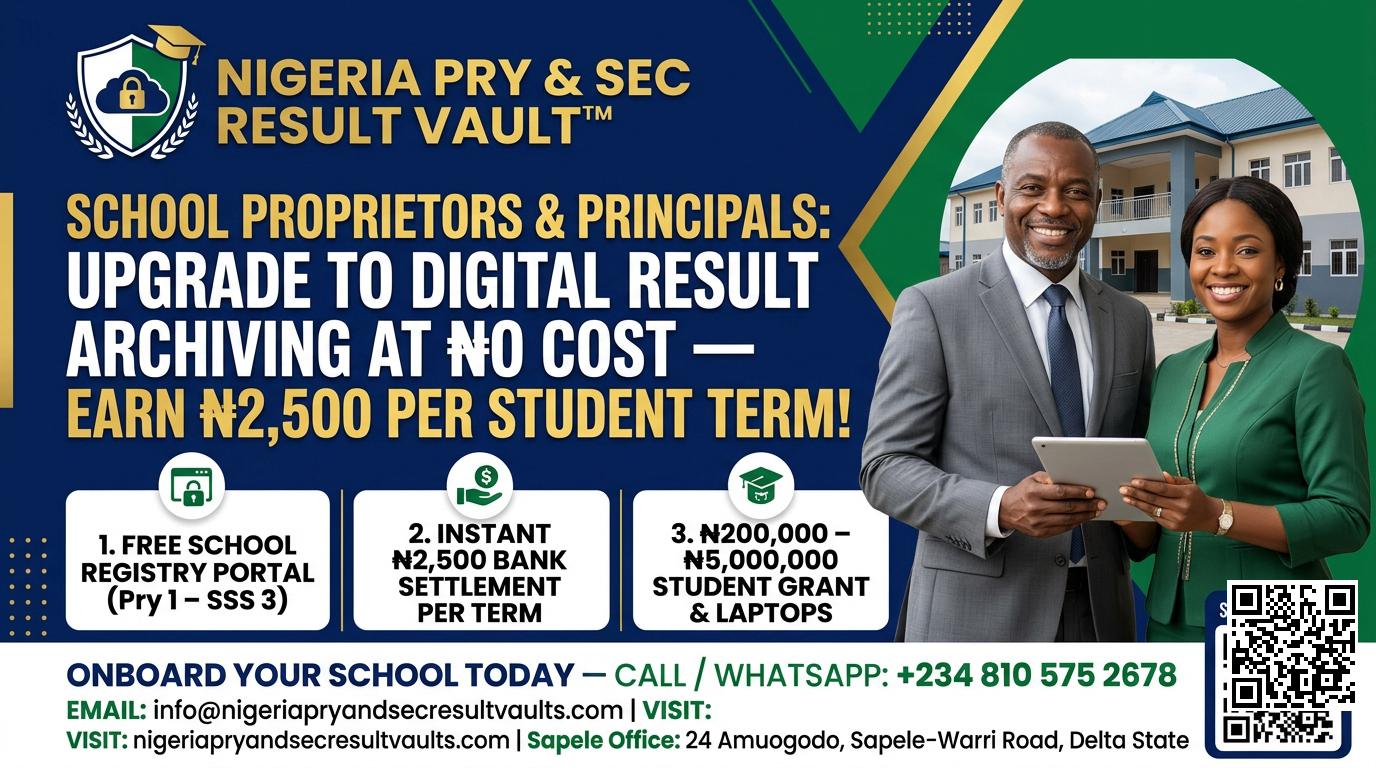 NIGERIA PRY & SEC
RESULT VAULT™
SCHOOL PROPRIETORS & PRINCIPALS:
UPGRADE TO DIGITAL RESULT
ARCHIVING AT ₦0 COST —
EARN ₦2,500 PER STUDENT TERM!
1. FREE SCHOOL
REGISTRY PORTAL
(Pry 1 – SSS 3)
2. INSTANT
₦2,500 BANK
SETTLEMENT
PER TERM
3. ₦200,000 –
₦5,000,000
STUDENT GRANT
& LAPTOPS
ONBOARD YOUR SCHOOL TODAY — CALL / WHATSAPP: +234 810 575 2678
EMAIL: info@nigeriapryandsecresultvaults.com | VISIT:
VISIT: nigeriapryandsecresultvaults.com | Sapele Office: 24 Amuogodo, Sapele-Warri Road, Delta State